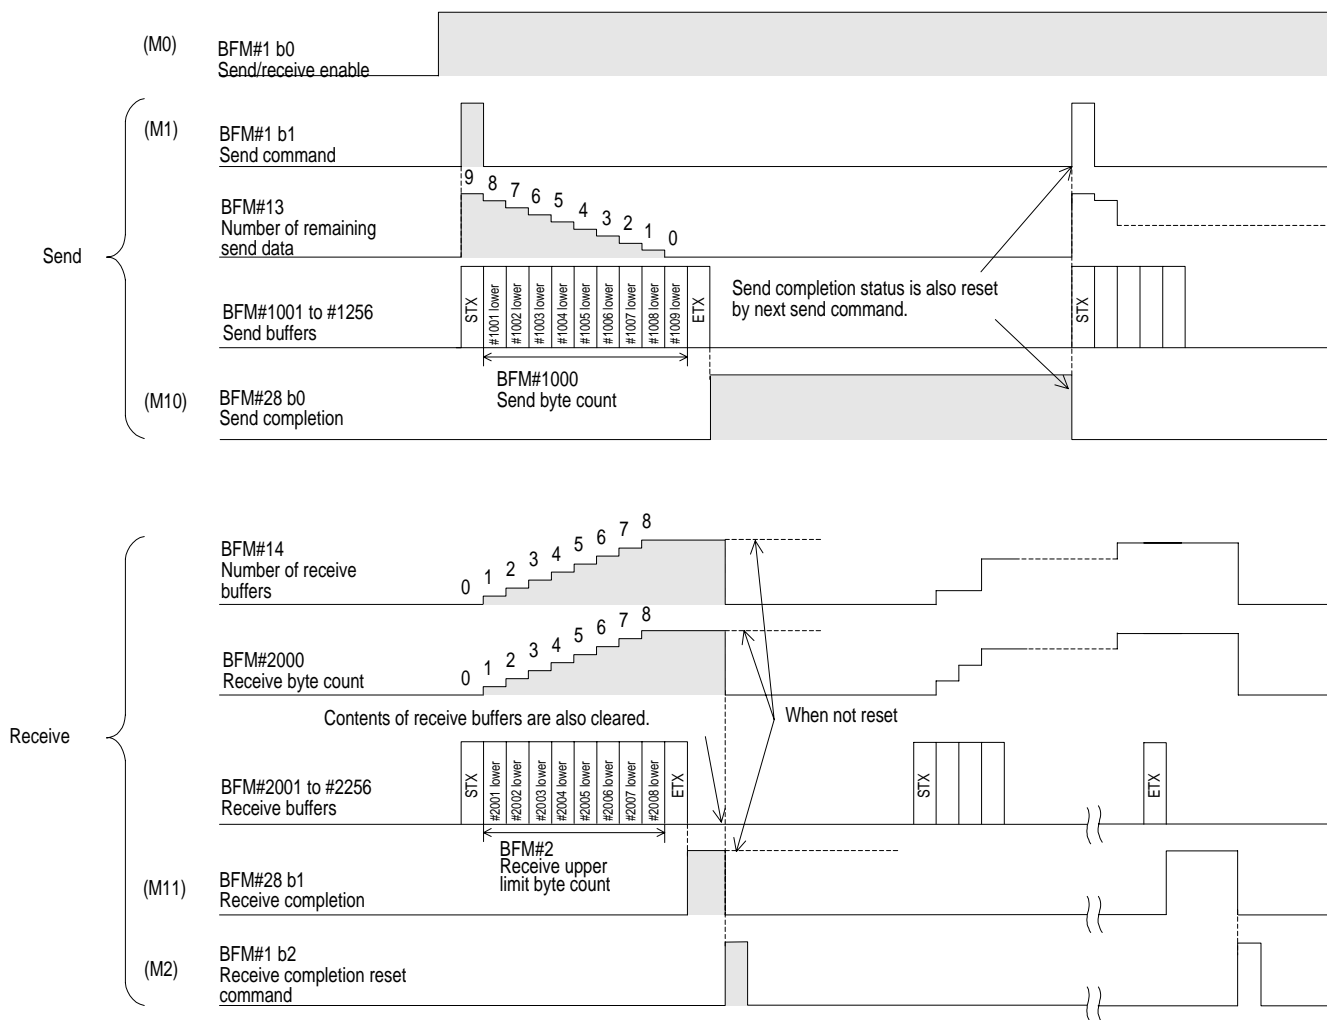 (M0)
BFM#1 b0
Send/receive enable
(M1)
BFM#1 b1
Send command
9 8 7 6 5 4 3 2 1 0
BFM#13
Number of remaining
send data
Send
Send completion status is also reset
by next send command.
BFM#1001 to #1256
Send buffers
STX
#1001 lower
#1002 lower
#1003 lower
#1004 lower
#1005 lower
#1006 lower
#1007 lower
#1008 lower
#1009 lower
ETX
STX
BFM#1000
Send byte count
(M10)
BFM#28 b0
Send completion
0 1 2 3 4 5 6 7 8
BFM#14
Number of receive
buffers
0 1 2 3 4 5 6 7 8
BFM#2000
Receive byte count
Contents of receive buffers are also cleared.
When not reset
Receive
BFM#2001 to #2256
Receive buffers
STX
#2001 lower
#2002 lower
#2003 lower
#2004 lower
#2005 lower
#2006 lower
#2007 lower
#2008 lower
ETX
STX
ETX
BFM#2
Receive upper
limit byte count
(M11)
BFM#28 b1
Receive completion
(M2)
BFM#1 b2
Receive completion reset
command